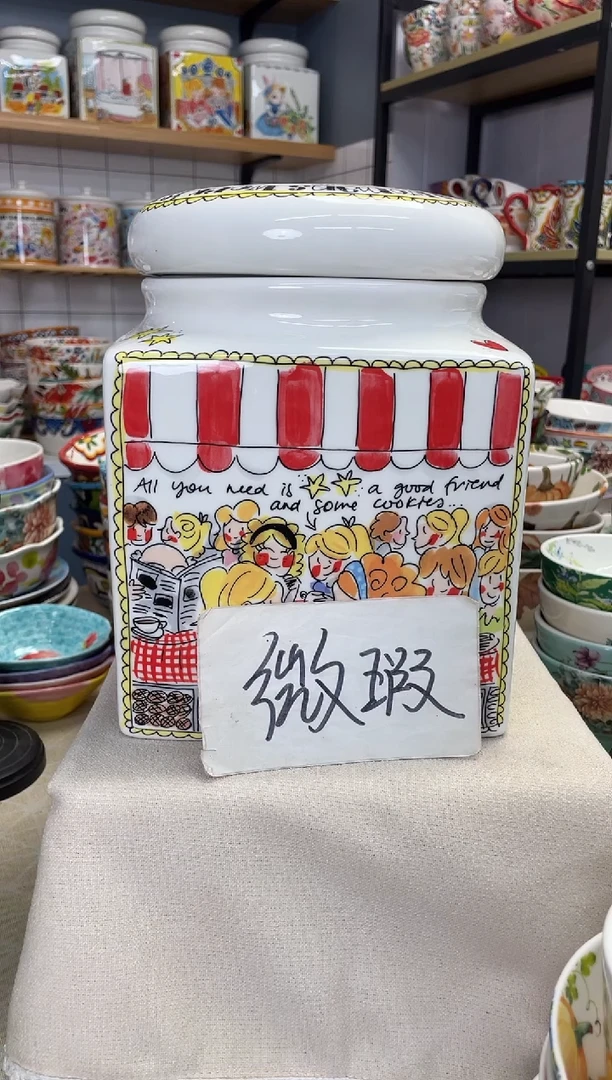 All you need is a good friend
and some cookies...
微瑕